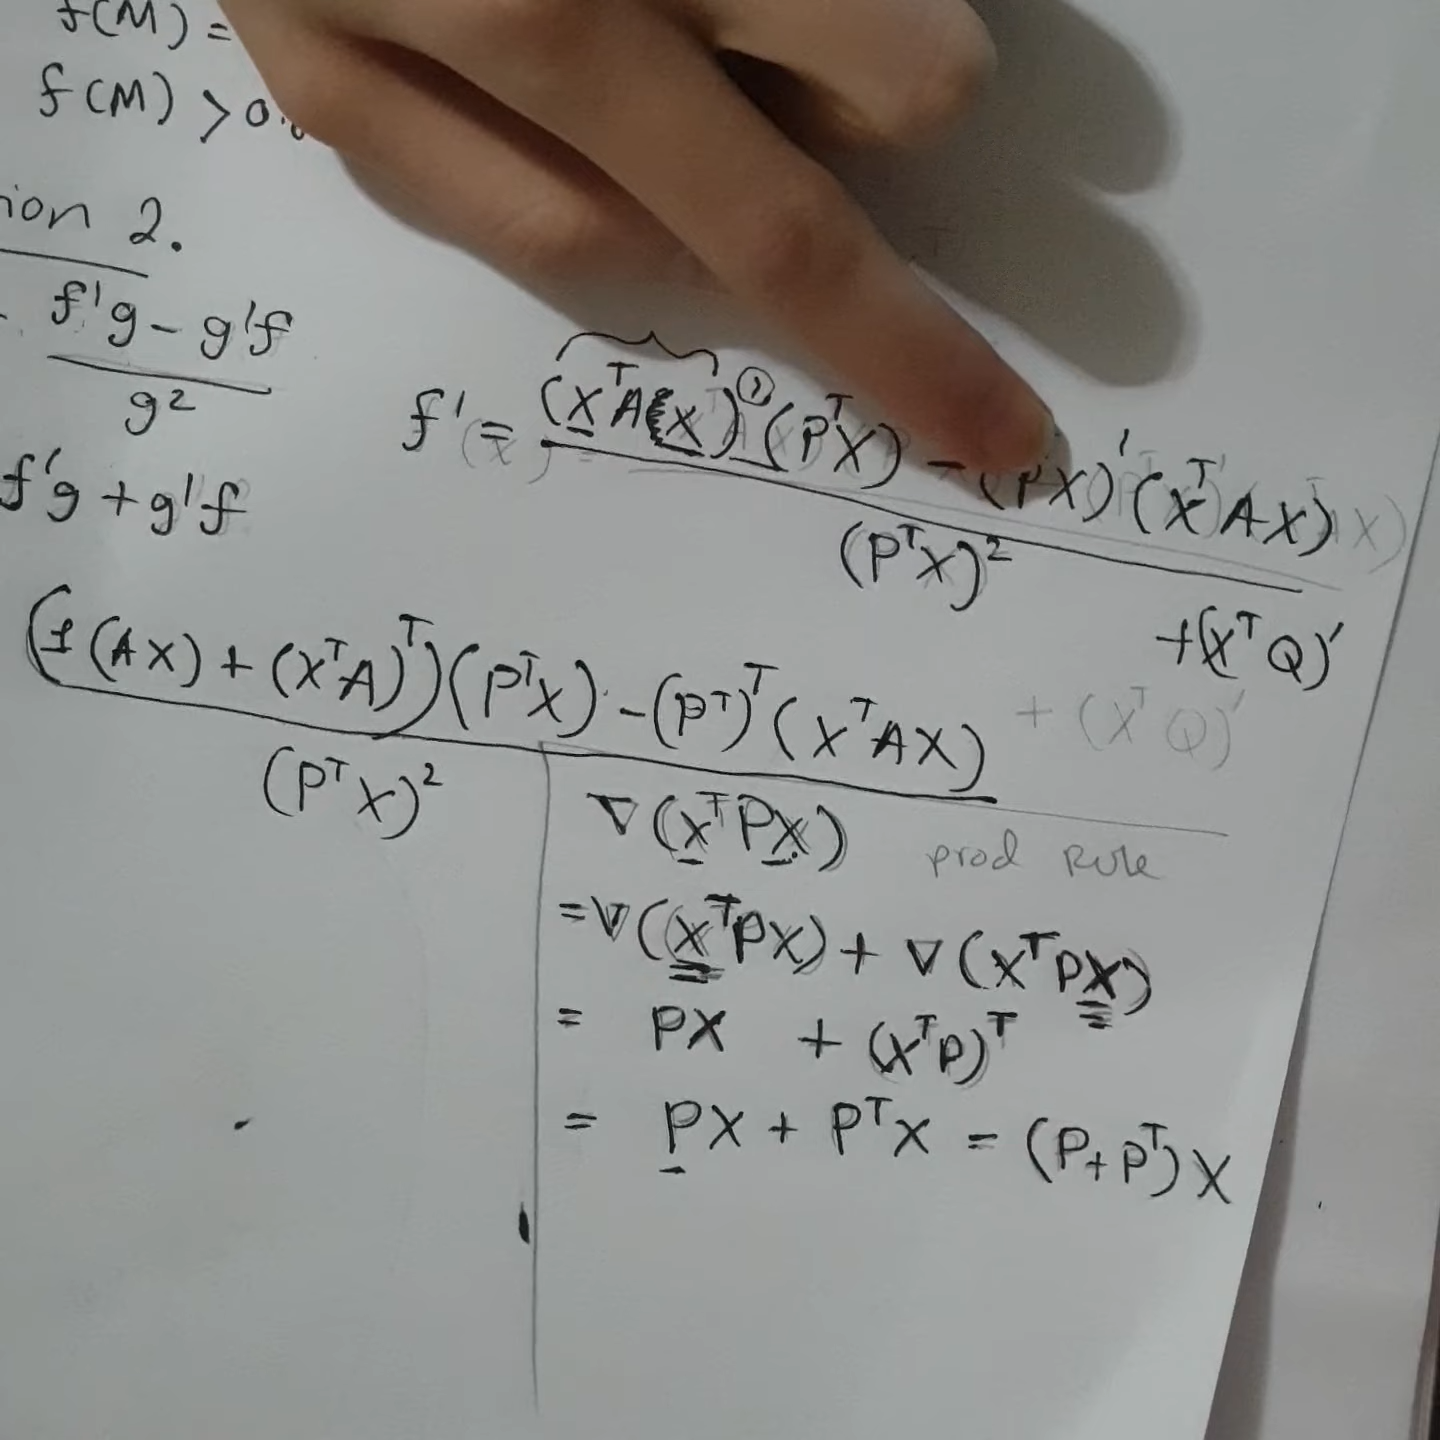 f(M) =
f(M) > 0.
ion 2.
f'g - g'f
g²
f'g + g'f
f'(x) = (XᵀAX)'(PᵀX) - (PᵀX)'(XᵀAX)
(PᵀX)²
+(XᵀQ)'
(1(AX) + (XᵀA)ᵀ)(PᵀX) - (Pᵀ)ᵀ(XᵀAX) + (XᵀQ)'
(PᵀX)²
∇(XᵀPX) prod Rule
= ∇(XᵀPX) + ∇(XᵀPX)
= PX + (XᵀP)ᵀ
= PX + PᵀX = (P+Pᵀ)X